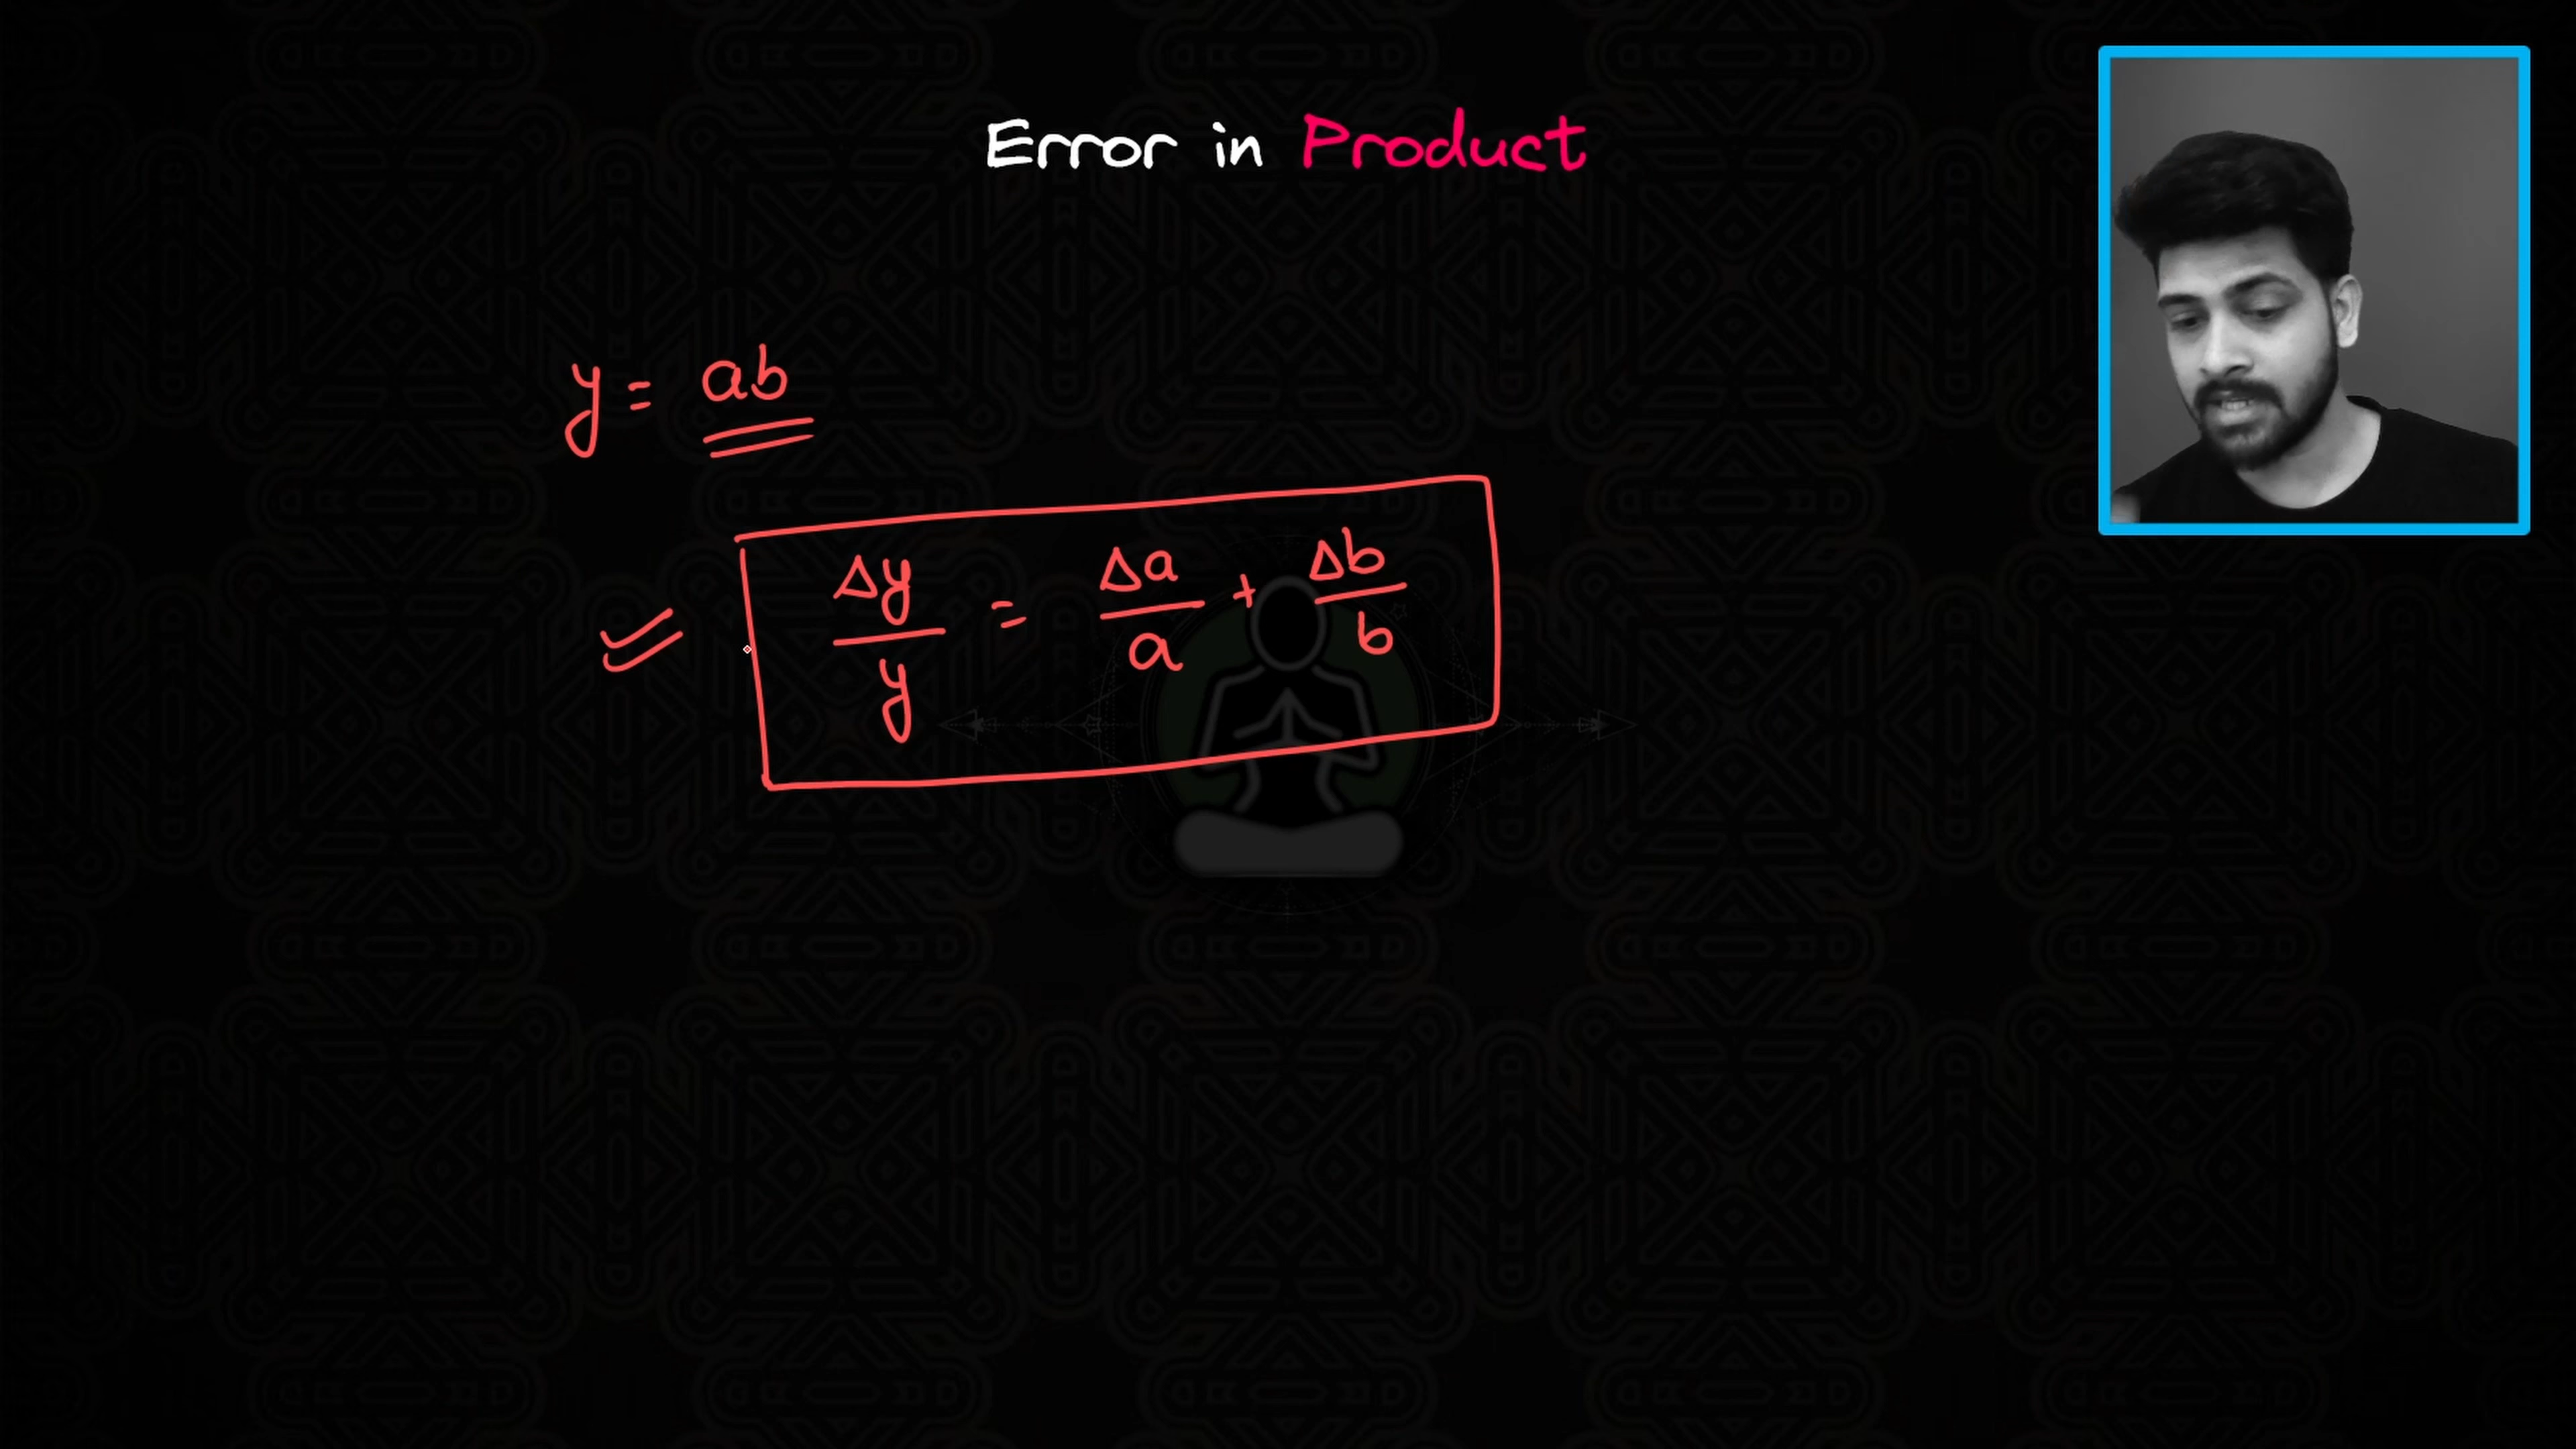 Error in Product
y = ab
Δy/y = Δa/a + Δb/b